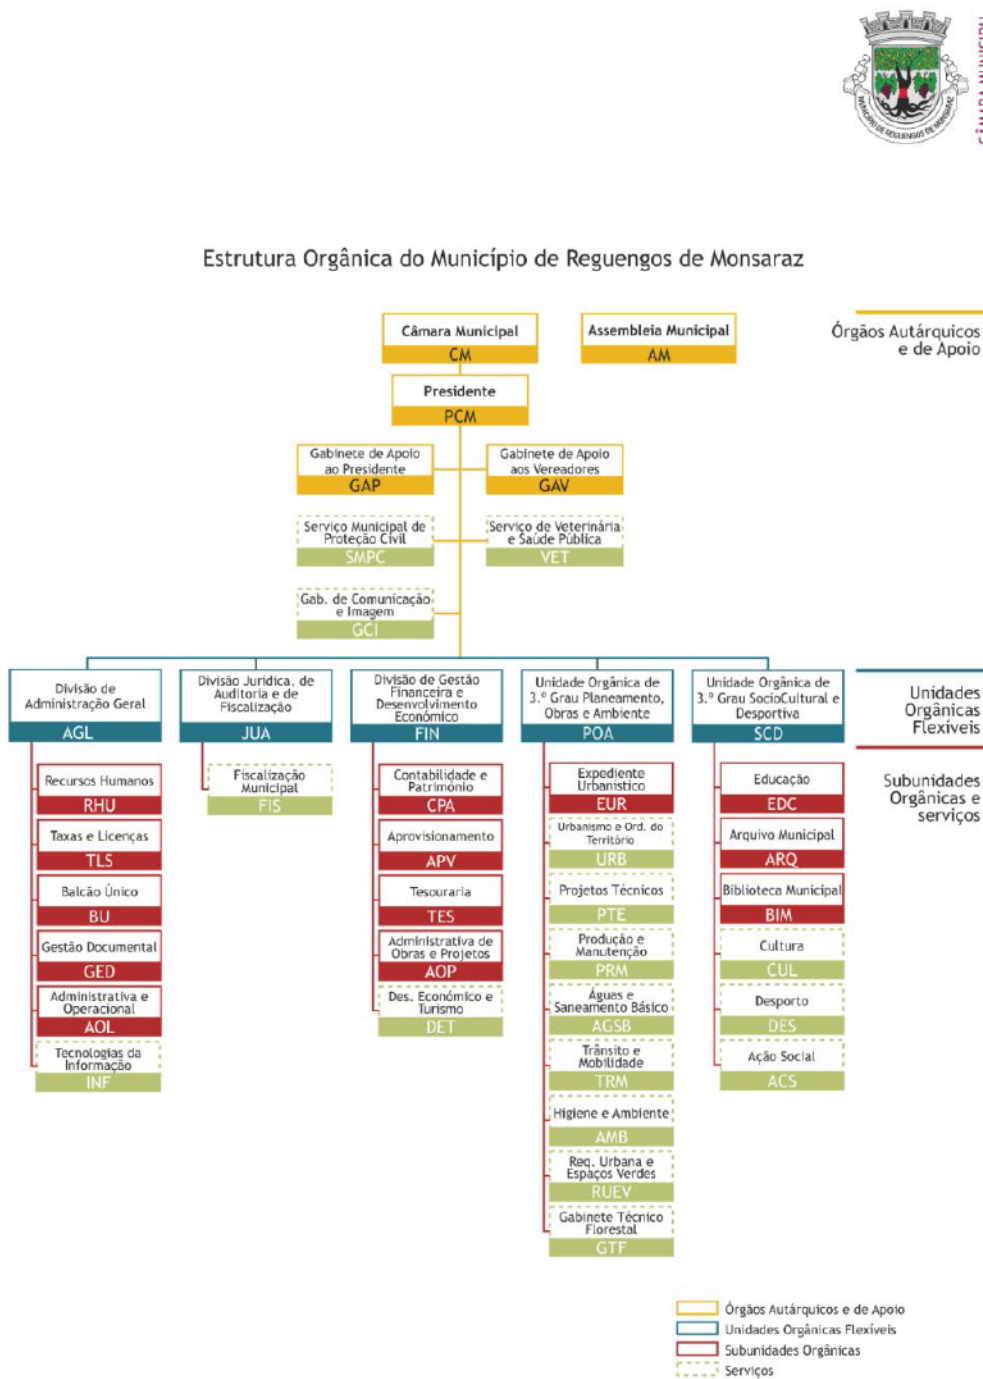 MUNICÍPIO DE REGUENGOS DE MONSARAZ
CÂMARA MUNICIPAL
Estrutura Orgânica do Município de Reguengos de Monsaraz
Câmara Municipal
CM
Assembleia Municipal
AM
Órgãos Autárquicos
e de Apoio
Presidente
PCM
Gabinete de Apoio
ao Presidente
GAP
Gabinete de Apoio
aos Vereadores
GAV
Serviço Municipal de
Proteção Civil
SMPC
Serviço de Veterinária
e Saúde Pública
VET
Gab. de Comunicação
e Imagem
GCI
Divisão de
Administração Geral
AGL
Divisão Jurídica, de
Auditoria e de
Fiscalização
JUA
Divisão de Gestão
Financeira e
Desenvolvimento
Económico
FIN
Unidade Orgânica de
3.º Grau Planeamento,
Obras e Ambiente
POA
Unidade Orgânica de
3.º Grau SocioCultural e
Desportiva
SCD
Unidades
Orgânicas
Flexíveis
Recursos Humanos
RHU
Taxas e Licenças
TLS
Balcão Único
BU
Gestão Documental
GED
Administrativa e
Operacional
AOL
Tecnologias da
Informação
INF
Fiscalização
Municipal
FIS
Contabilidade e
Património
CPA
Aprovisionamento
APV
Tesouraria
TES
Administrativa de
Obras e Projetos
AOP
Des. Económico e
Turismo
DET
Expediente
Urbanístico
EUR
Urbanismo e Ord. do
Território
URB
Projetos Técnicos
PTE
Produção e
Manutenção
PRM
Águas e
Saneamento Básico
AGSB
Trânsito e
Mobilidade
TRM
Higiene e Ambiente
AMB
Req. Urbana e
Espaços Verdes
RUEV
Gabinete Técnico
Florestal
GTF
Educação
EDC
Arquivo Municipal
ARQ
Biblioteca Municipal
BIM
Cultura
CUL
Desporto
DES
Ação Social
ACS
Subunidades
Orgânicas e
serviços
Órgãos Autárquicos e de Apoio
Unidades Orgânicas Flexíveis
Subunidades Orgânicas
Serviços